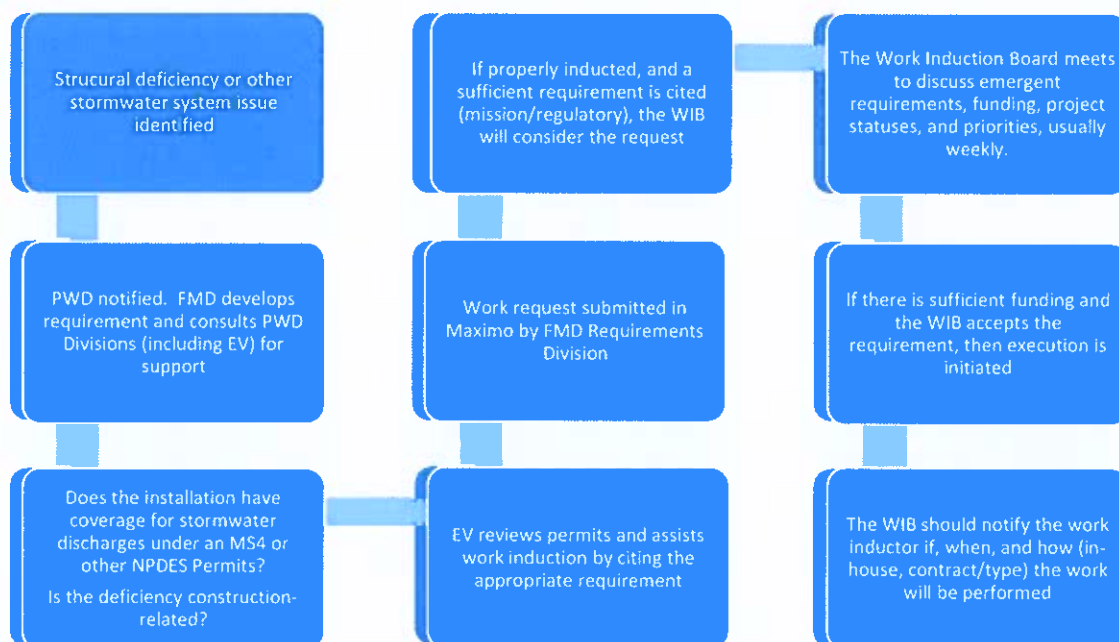 Strucural deficiency or other
stormwater system issue
identified
PWD notified. FMD develops
requirement and consults PWD
Divisions (including EV) for
support
Does the installation have
coverage for stormwater
discharges under an MS4 or
other NPDES Permits?
Is the deficiency construction-
related?
EV reviews permits and assists
work induction by citing the
appropriate requirement
Work request submitted in
Maximo by FMD Requirements
Division
If properly inducted, and a
sufficient requirement is cited
(mission/regulatory), the WIB
will consider the request
The Work Induction Board meets
to discuss emergent
requirements, funding, project
statuses, and priorities, usually
weekly.
If there is sufficient funding and
the WIB accepts the
requirement, then execution is
initiated
The WIB should notify the work
inductor if, when, and how (in-
house, contract/type) the work
will be performed